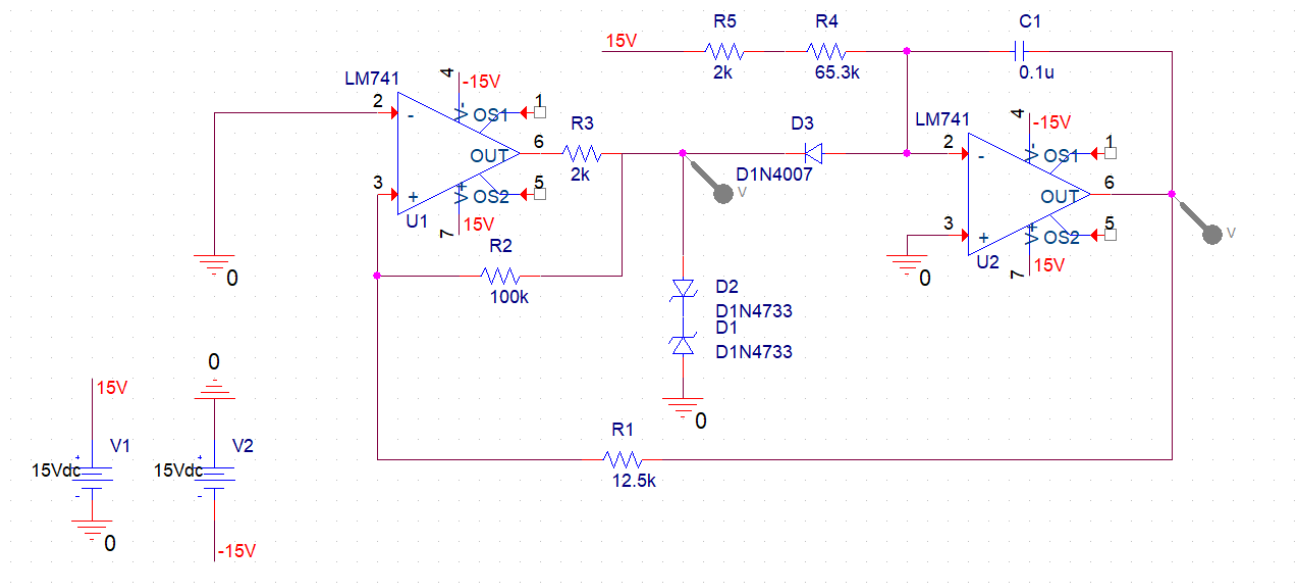 R5
R4
C1
15V
2k
65.3k
0.1u
LM741
4
-15V
2
-
V-
OS1
1
6
OUT
R3
2k
3
+
V+
OS2
5
U1
7
15V
0
D3
D1N4007
V
LM741
4
-15V
2
-
V-
OS1
1
OUT
6
3
+
V+
OS2
5
U2
7
15V
0
V
R2
100k
D2
D1N4733
D1
D1N4733
0
R1
12.5k
15V
V1
15Vdc
+
-
0
0
V2
15Vdc
+
-
-15V